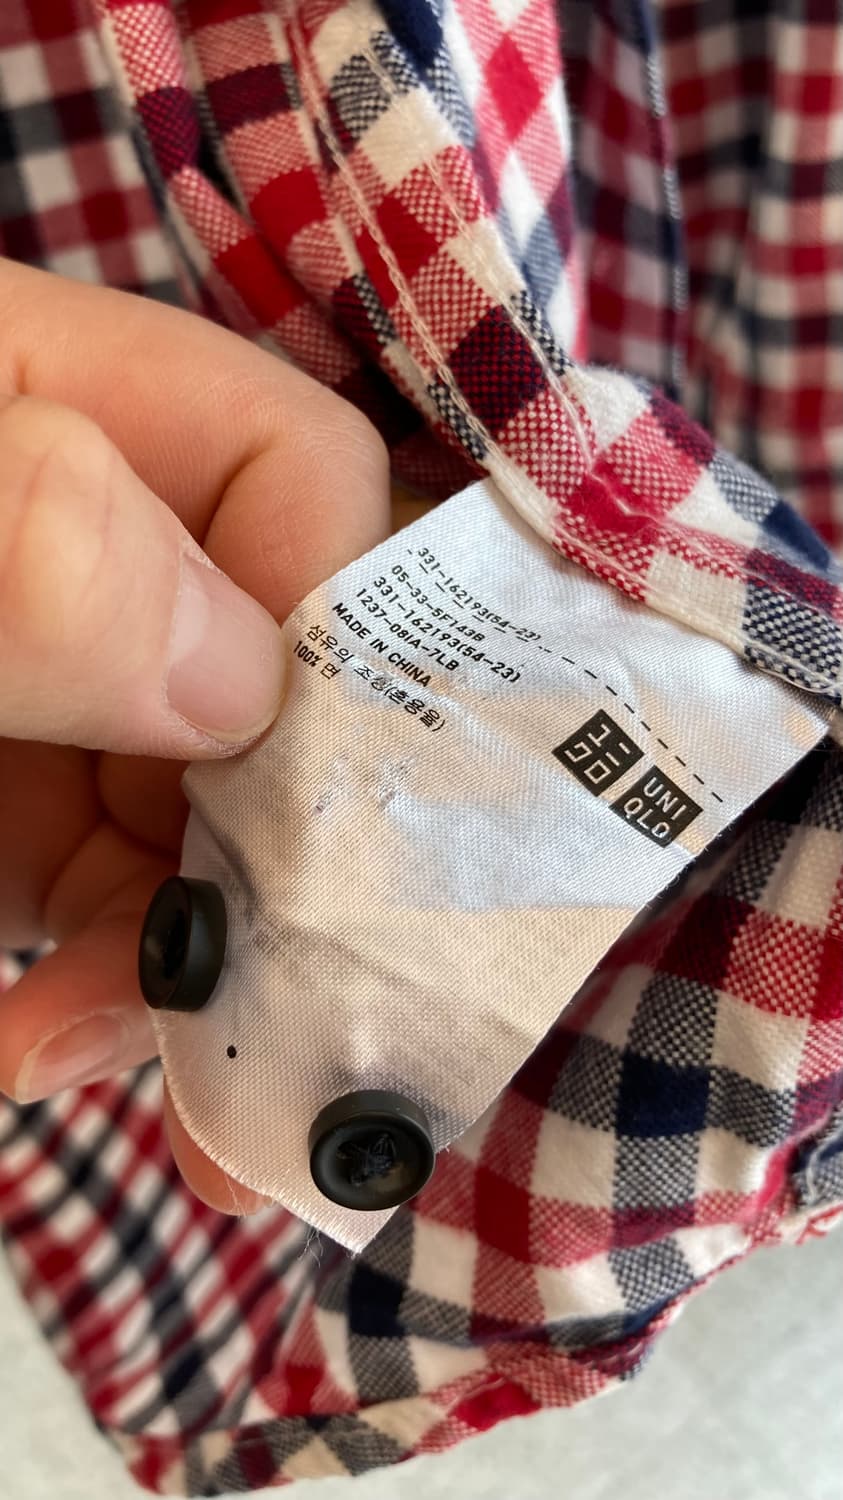 331-162193(54-23)
05-33-5F143B
331-162193(54-23)
1237-08IA-7LB
MADE IN CHINA
섬유의 조성(혼용율)
100% 면
ユニ
クロ
UNI
QLO